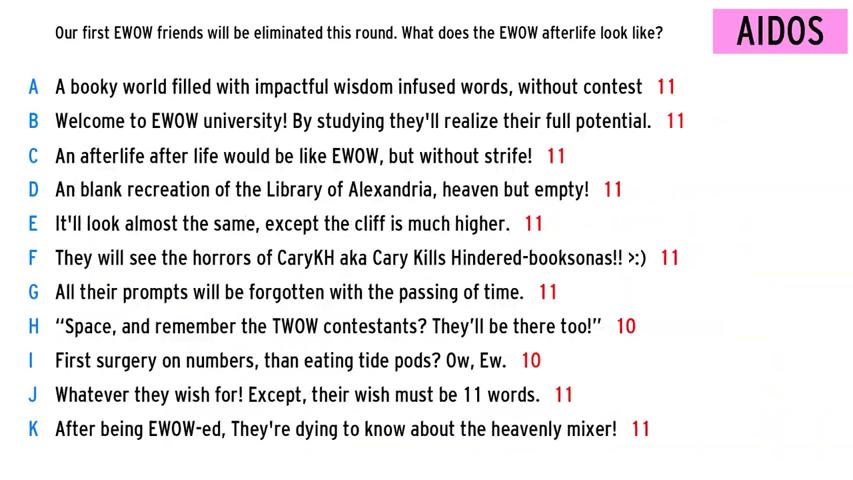 Our first EWOW friends will be eliminated this round. What does the EWOW afterlife look like?
AIDOS
A A booky world filled with impactful wisdom infused words, without contest 11
B Welcome to EWOW university! By studying they'll realize their full potential. 11
C An afterlife after life would be like EWOW, but without strife! 11
D An blank recreation of the Library of Alexandria, heaven but empty! 11
E It'll look almost the same, except the cliff is much higher. 11
F They will see the horrors of CaryKH aka Cary Kills Hindered-booksonas!! >:) 11
G All their prompts will be forgotten with the passing of time. 11
H “Space, and remember the TWOW contestants? They’ll be there too!” 10
I First surgery on numbers, than eating tide pods? Ow, Ew. 10
J Whatever they wish for! Except, their wish must be 11 words. 11
K After being EWOW-ed, They're dying to know about the heavenly mixer! 11